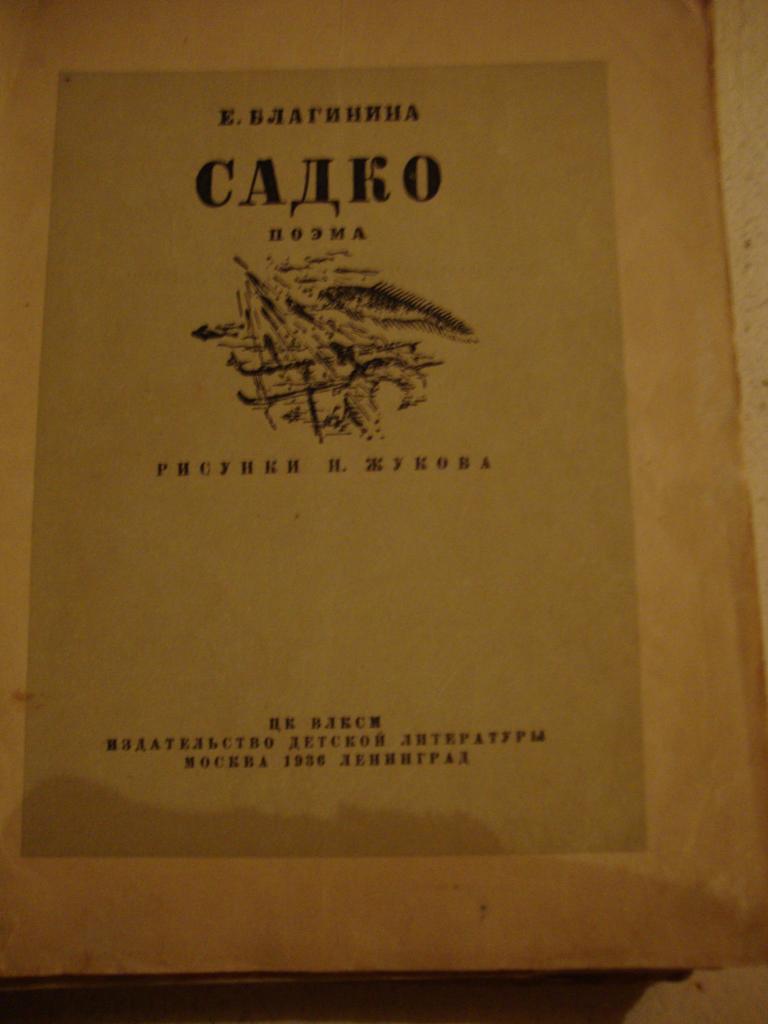 Е. БЛАГИНИНА
САДКО
ПОЭМА
РИСУНКИ Н. ЖУКОВА
ЦК ВЛКСМ
ИЗДАТЕЛЬСТВО ДЕТСКОЙ ЛИТЕРАТУРЫ
МОСКВА 1936 ЛЕНИНГРАД